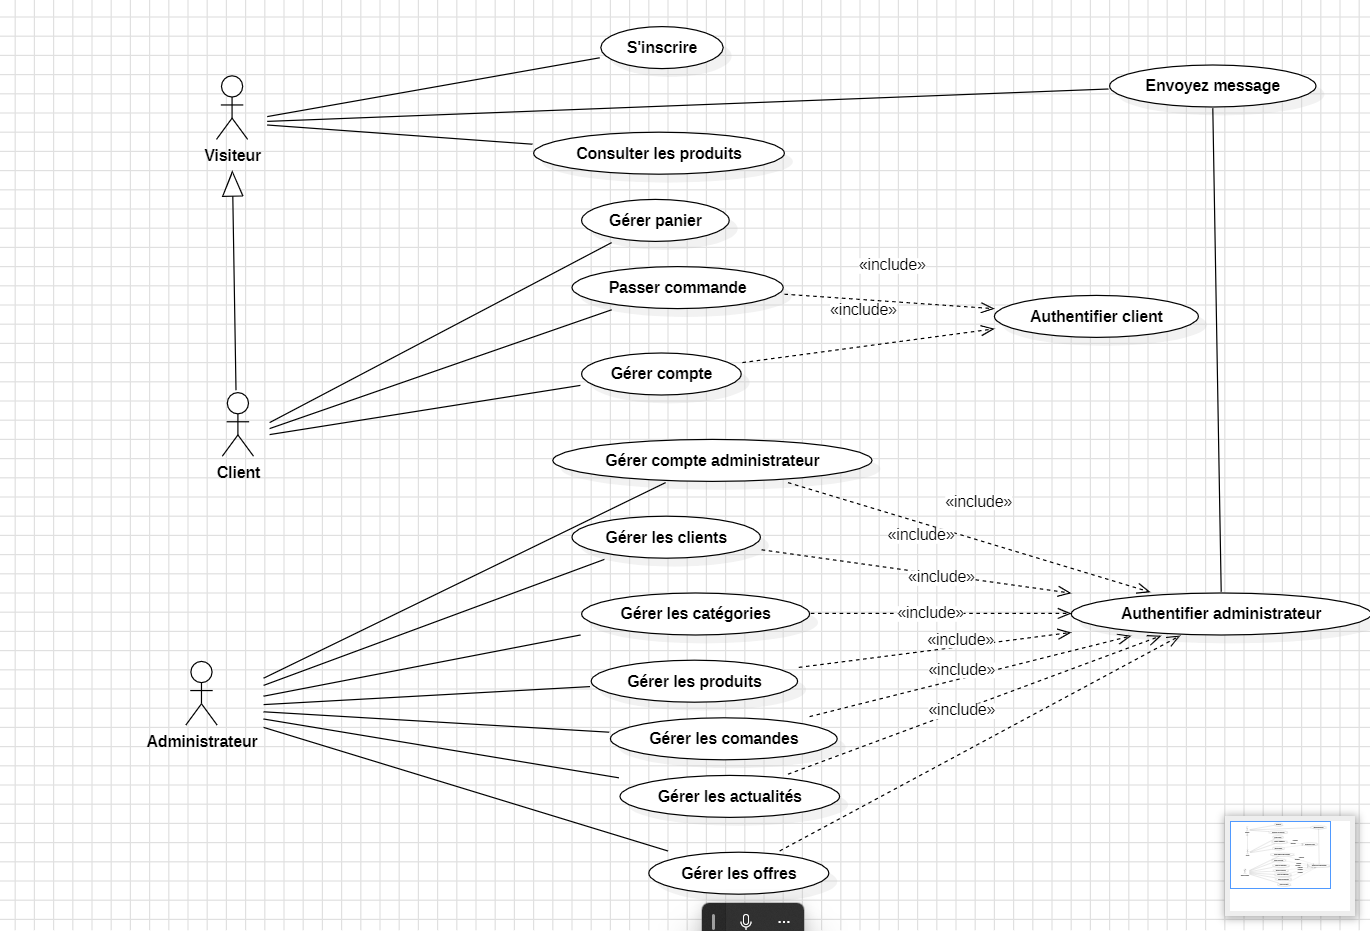 S'inscrire
Envoyez message
Visiteur
Consulter les produits
Gérer panier
«include»
Passer commande
«include»
Authentifier client
Gérer compte
Client
Gérer compte administrateur
«include»
«include»
Gérer les clients
«include»
Gérer les catégories
«include»
Authentifier administrateur
«include»
«include»
Gérer les produits
«include»
Administrateur
Gérer les comandes
Gérer les actualités
Gérer les offres